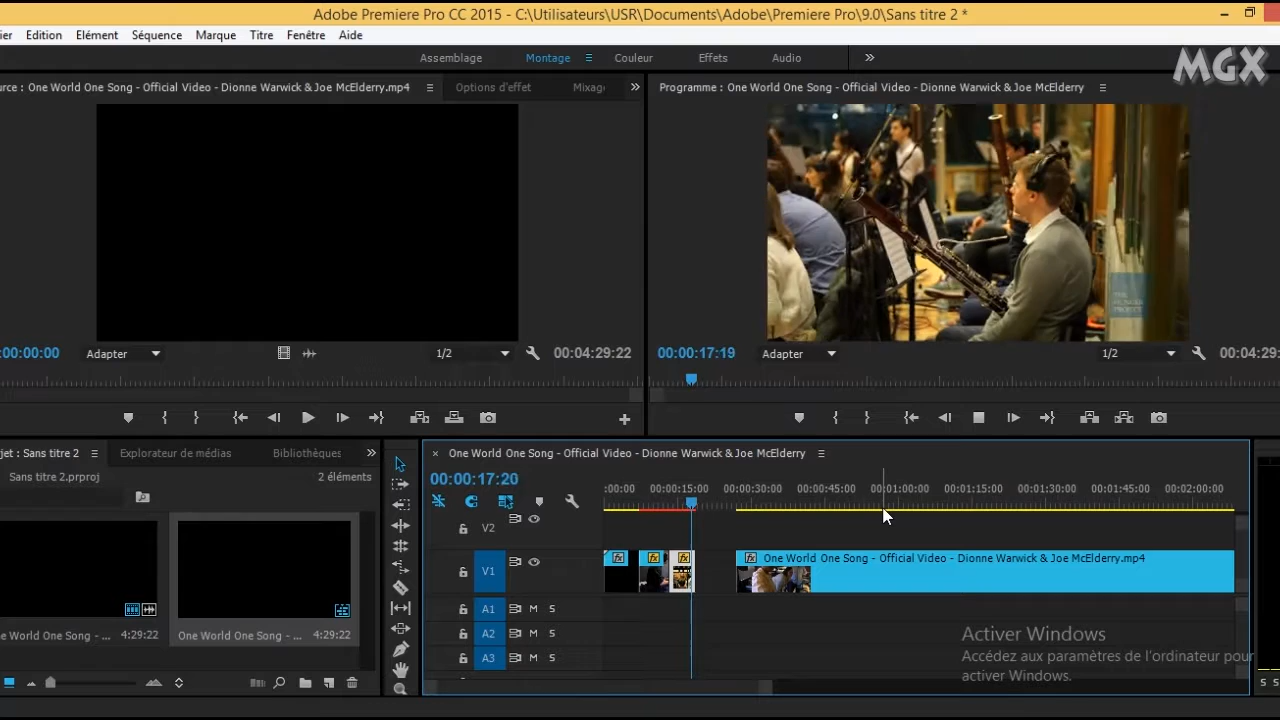 Adobe Premiere Pro CC 2015 - C:\Utilisateurs\USR\Documents\Adobe\Premiere Pro\9.0\Sans titre 2 *
ier Edition Elément Séquence Marque Titre Fenêtre Aide
Assemblage Montage Couleur Effets Audio
MGX
urce : One World One Song - Official Video - Dionne Warwick & Joe McElderry.mp4 Options d'effet Mixag
Programme : One World One Song - Official Video - Dionne Warwick & Joe McElderry
THE HUNGER PROJECT
:00:00:00 Adapter 1/2 00:04:29:22
00:00:17:19 Adapter 1/2 00:04:29:
jet : Sans titre 2 Explorateur de médias Bibliothèques
Sans titre 2.prproj 2 éléments
ne World One Song - ... 4:29:22
One World One Song - ... 4:29:22
× One World One Song - Official Video - Dionne Warwick & Joe McElderry
00:00:17:20
:00:00 00:00:15:00 00:00:30:00 00:00:45:00 00:01:00:00 00:01:15:00 00:01:30:00 00:01:45:00 00:02:00:00
V2
V1 fx fx fx fx One World One Song - Official Video - Dionne Warwick & Joe McElderry.mp4
A1 M S
A2 M S
A3 M S
Activer Windows
Accédez aux paramètres de l'ordinateur pour
activer Windows.
S S